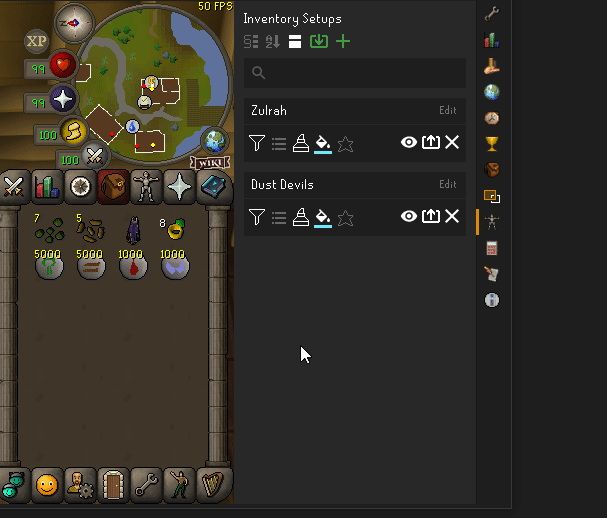 50 FPS
Inventory Setups
XP
99
99
100
100
WIKI
Zulrah
Edit
Dust Devils
Edit
7
5
8
5000
5000
1000
1000